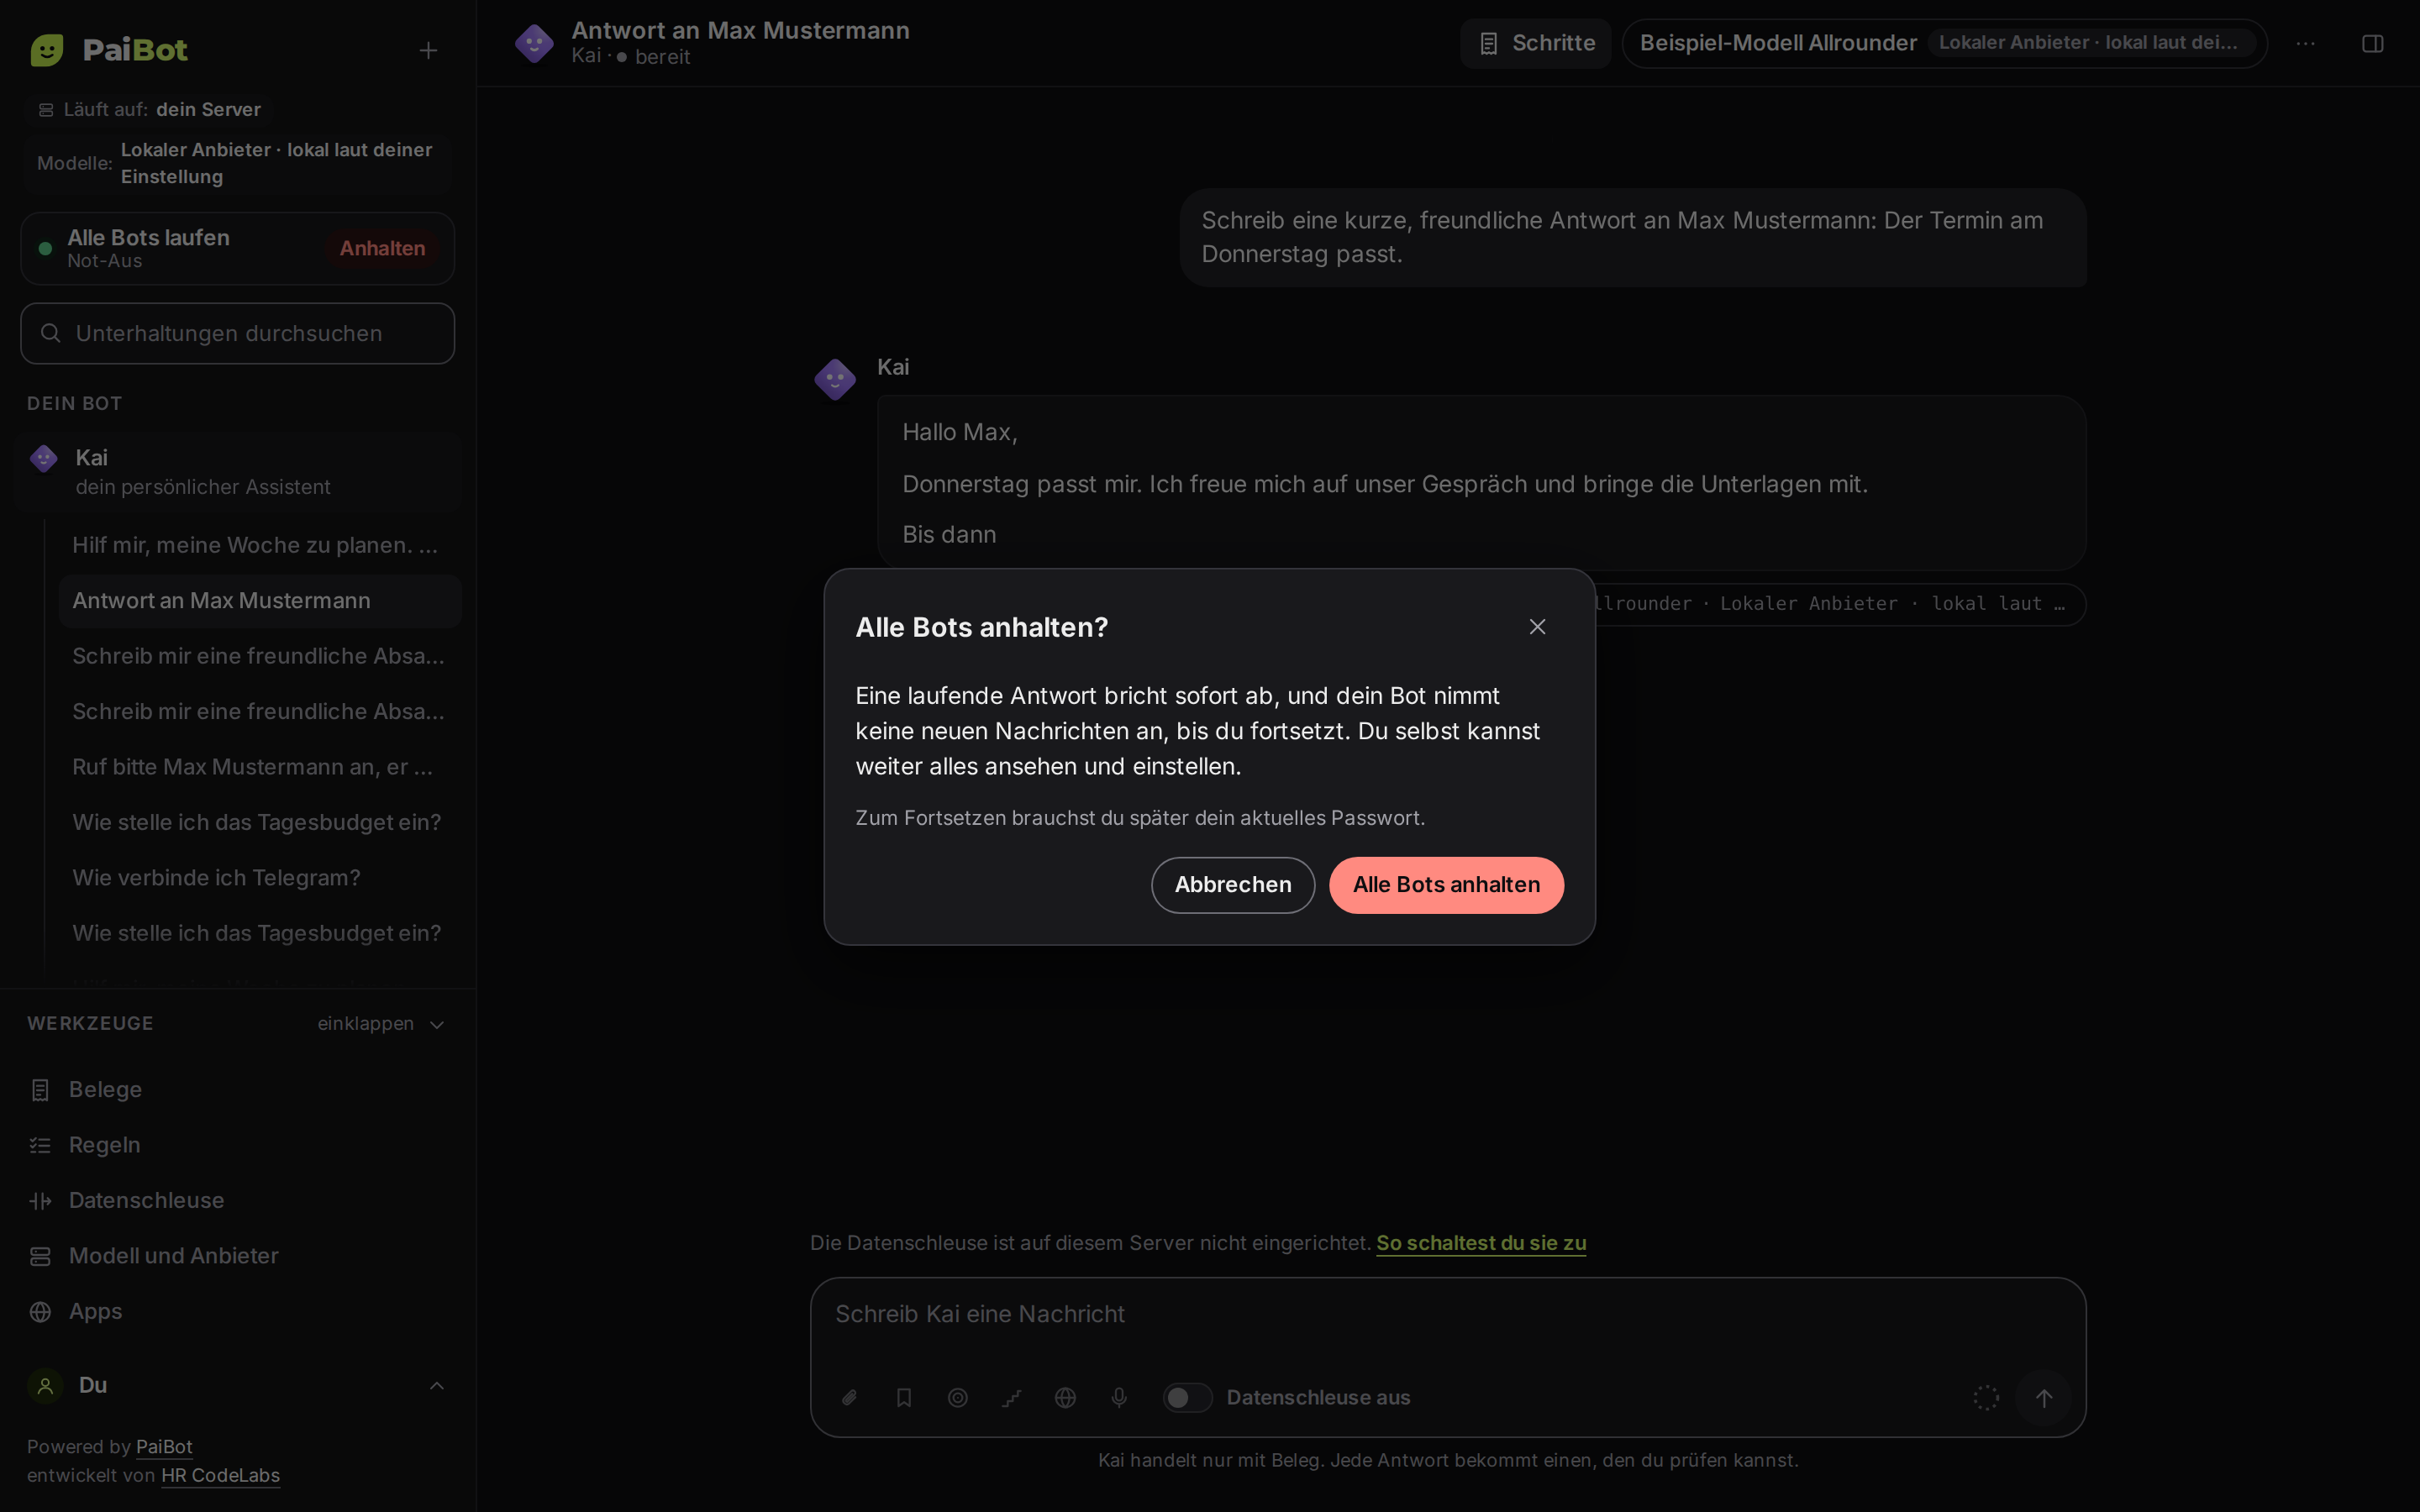 PaiBot
Läuft auf: dein Server
Modelle: Lokaler Anbieter · lokal laut deiner
Einstellung
Alle Bots laufen
Not-Aus
Anhalten
Unterhaltungen durchsuchen
DEIN BOT
Kai
dein persönlicher Assistent
Hilf mir, meine Woche zu planen. ...
Antwort an Max Mustermann
Schreib mir eine freundliche Absa...
Schreib mir eine freundliche Absa...
Ruf bitte Max Mustermann an, er ...
Wie stelle ich das Tagesbudget ein?
Wie verbinde ich Telegram?
Wie stelle ich das Tagesbudget ein?
WERKZEUGE
einklappen
Belege
Regeln
Datenschleuse
Modell und Anbieter
Apps
Du
Powered by PaiBot
entwickelt von HR CodeLabs
Antwort an Max Mustermann
Kai · bereit
Schritte
Beispiel-Modell Allrounder
Lokaler Anbieter · lokal laut dei...
Schreib eine kurze, freundliche Antwort an Max Mustermann: Der Termin am
Donnerstag passt.
Kai
Hallo Max,
Donnerstag passt mir. Ich freue mich auf unser Gespräch und bringe die Unterlagen mit.
Bis dann
llrounder · Lokaler Anbieter · lokal laut …
Alle Bots anhalten?
Eine laufende Antwort bricht sofort ab, und dein Bot nimmt
keine neuen Nachrichten an, bis du fortsetzt. Du selbst kannst
weiter alles ansehen und einstellen.
Zum Fortsetzen brauchst du später dein aktuelles Passwort.
Abbrechen
Alle Bots anhalten
Die Datenschleuse ist auf diesem Server nicht eingerichtet. So schaltest du sie zu
Schreib Kai eine Nachricht
Datenschleuse aus
Kai handelt nur mit Beleg. Jede Antwort bekommt einen, den du prüfen kannst.